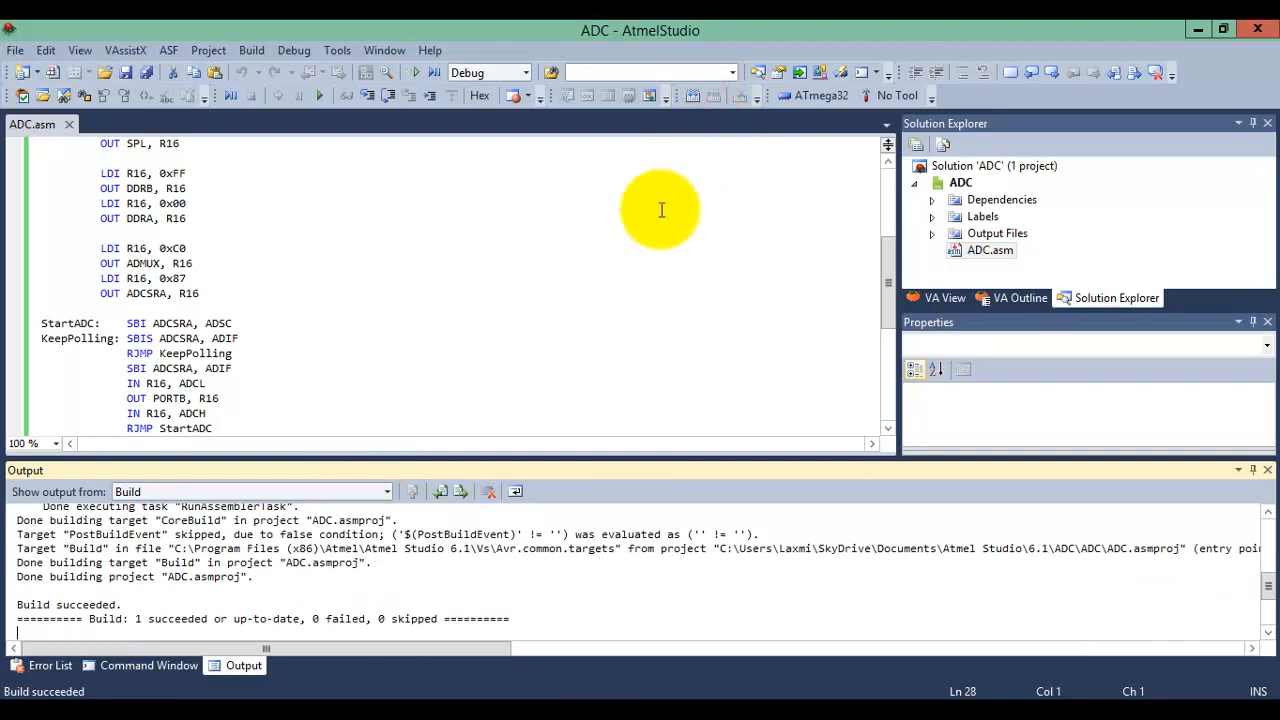 ADC - AtmelStudio
File Edit View VAssistX ASF Project Build Debug Tools Window Help
Debug
Hex ATmega32 No Tool
ADC.asm
OUT SPL, R16
LDI R16, 0xFF
OUT DDRB, R16
LDI R16, 0x00
OUT DDRA, R16
LDI R16, 0xC0
OUT ADMUX, R16
LDI R16, 0x87
OUT ADCSRA, R16
StartADC: SBI ADCSRA, ADSC
KeepPolling: SBIS ADCSRA, ADIF
RJMP KeepPolling
SBI ADCSRA, ADIF
IN R16, ADCL
OUT PORTB, R16
IN R16, ADCH
RJMP StartADC
100 %
Solution Explorer
Solution 'ADC' (1 project)
ADC
Dependencies
Labels
Output Files
ADC.asm
VA View VA Outline Solution Explorer
Properties
Output
Show output from: Build
Done executing task "RunAssemblerTask".
Done building target "CoreBuild" in project "ADC.asmproj".
Target "PostBuildEvent" skipped, due to false condition; ('$(PostBuildEvent)' != '') was evaluated as ('' != '').
Target "Build" in file "C:\Program Files (x86)\Atmel\Atmel Studio 6.1\Vs\Avr.common.targets" from project "C:\Users\Laxmi\SkyDrive\Documents\Atmel Studio\6.1\ADC\ADC\ADC.asmproj" (entry poi
Done building target "Build" in project "ADC.asmproj".
Done building project "ADC.asmproj".
Build succeeded.
========== Build: 1 succeeded or up-to-date, 0 failed, 0 skipped ==========
Error List Command Window Output
Build succeeded Ln 28 Col 1 Ch 1 INS